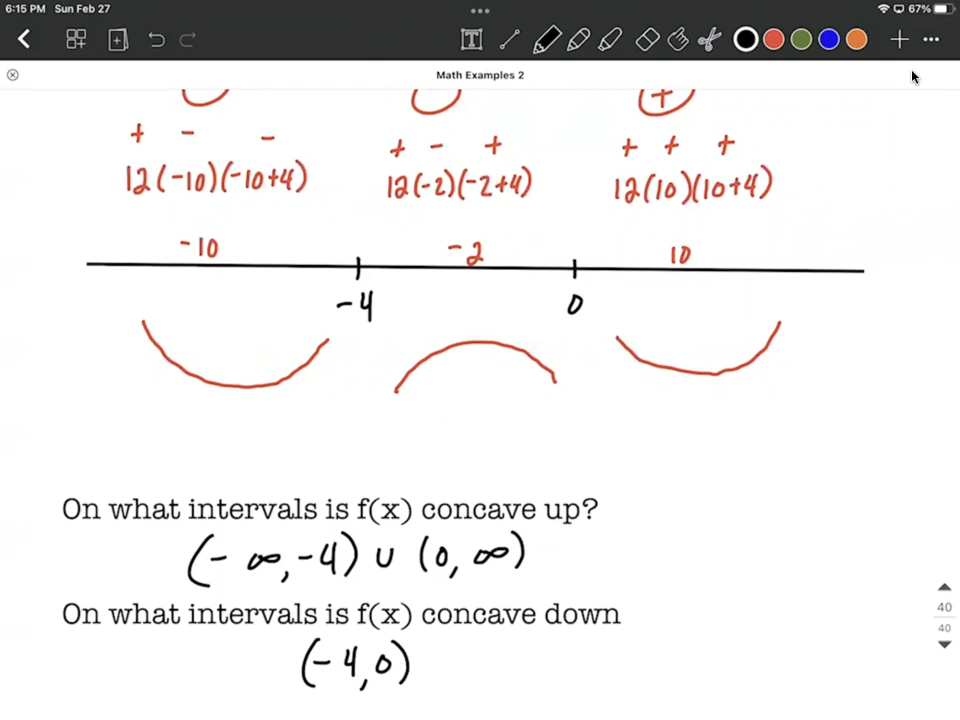 6:15 PM Sun Feb 27
67%
T
Math Examples 2
+
+ - -
+ - +
+ + +
12(-10)(-10+4)
12(-2)(-2+4)
12(10)(10+4)
-10
-2
10
-4
0
On what intervals is f(x) concave up?
(- ∞, -4) ∪ (0, ∞)
On what intervals is f(x) concave down
(-4, 0)
40
40